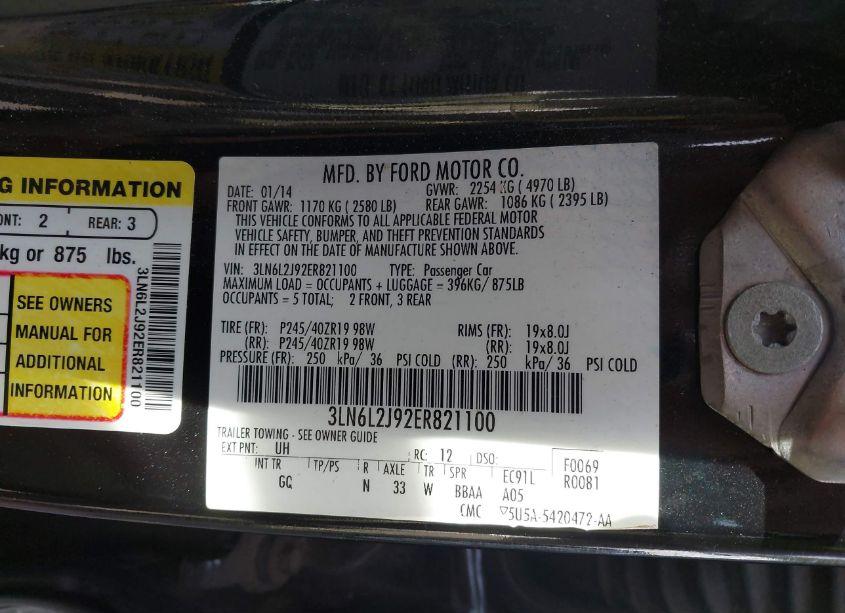 G INFORMATION
ONT: 2 REAR: 3
kg or 875 lbs.
SEE OWNERS
MANUAL FOR
ADDITIONAL
INFORMATION
3LN6L2J92ER821100
MFD. BY FORD MOTOR CO.
DATE: 01/14 GVWR: 2254 KG ( 4970 LB)
FRONT GAWR: 1170 KG ( 2580 LB) REAR GAWR: 1086 KG ( 2395 LB)
THIS VEHICLE CONFORMS TO ALL APPLICABLE FEDERAL MOTOR
VEHICLE SAFETY, BUMPER, AND THEFT PREVENTION STANDARDS
IN EFFECT ON THE DATE OF MANUFACTURE SHOWN ABOVE.
VIN: 3LN6L2J92ER821100 TYPE: Passenger Car
MAXIMUM LOAD = OCCUPANTS + LUGGAGE = 396KG/ 875LB
OCCUPANTS = 5 TOTAL; 2 FRONT, 3 REAR
TIRE (FR): P245/40ZR19 98W RIMS (FR): 19x8.0J
(RR): P245/40ZR19 98W (RR): 19x8.0J
PRESSURE (FR): 250 kPa/ 36 PSI COLD (RR): 250 kPa/ 36 PSI COLD
3LN6L2J92ER821100
TRAILER TOWING - SEE OWNER GUIDE
EXT PNT: UH RC: 12 DSO: F0069
INT TR TP/PS R AXLE TR SPR EC91L R0081
GQ N 33 W BBAA A05
CMC ▽5U5A-5420472-AA